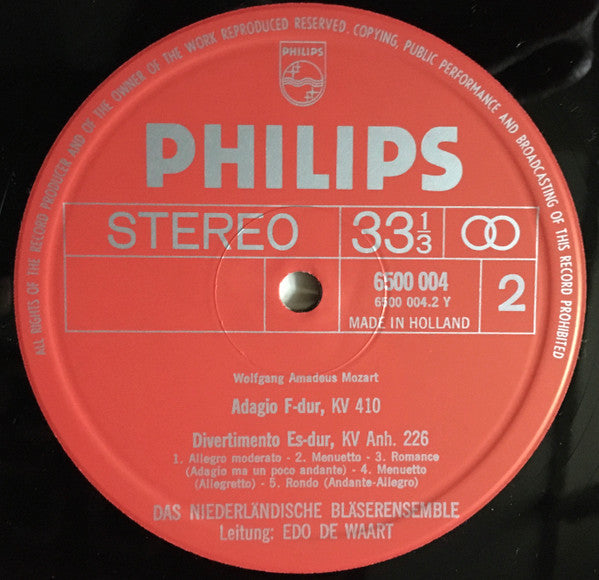 ALL RIGHTS OF THE RECORD PRODUCER AND OF THE OWNER OF THE WORK REPRODUCED RESERVED. COPYING, PUBLIC PERFORMANCE AND BROADCASTING OF THIS RECORD PROHIBITED
PHILIPS
PHILIPS
STEREO 33 1/3
6500 004
6500 004.2 Y
MADE IN HOLLAND
2
Wolfgang Amadeus Mozart
Adagio F-dur, KV 410
Divertimento Es-dur, KV Anh. 226
1. Allegro moderato - 2. Menuetto - 3. Romance
(Adagio ma un poco andante) - 4. Menuetto
(Allegretto) - 5. Rondo (Andante-Allegro)
DAS NIEDERLÄNDISCHE BLÄSERENSEMBLE
Leitung: EDO DE WAART